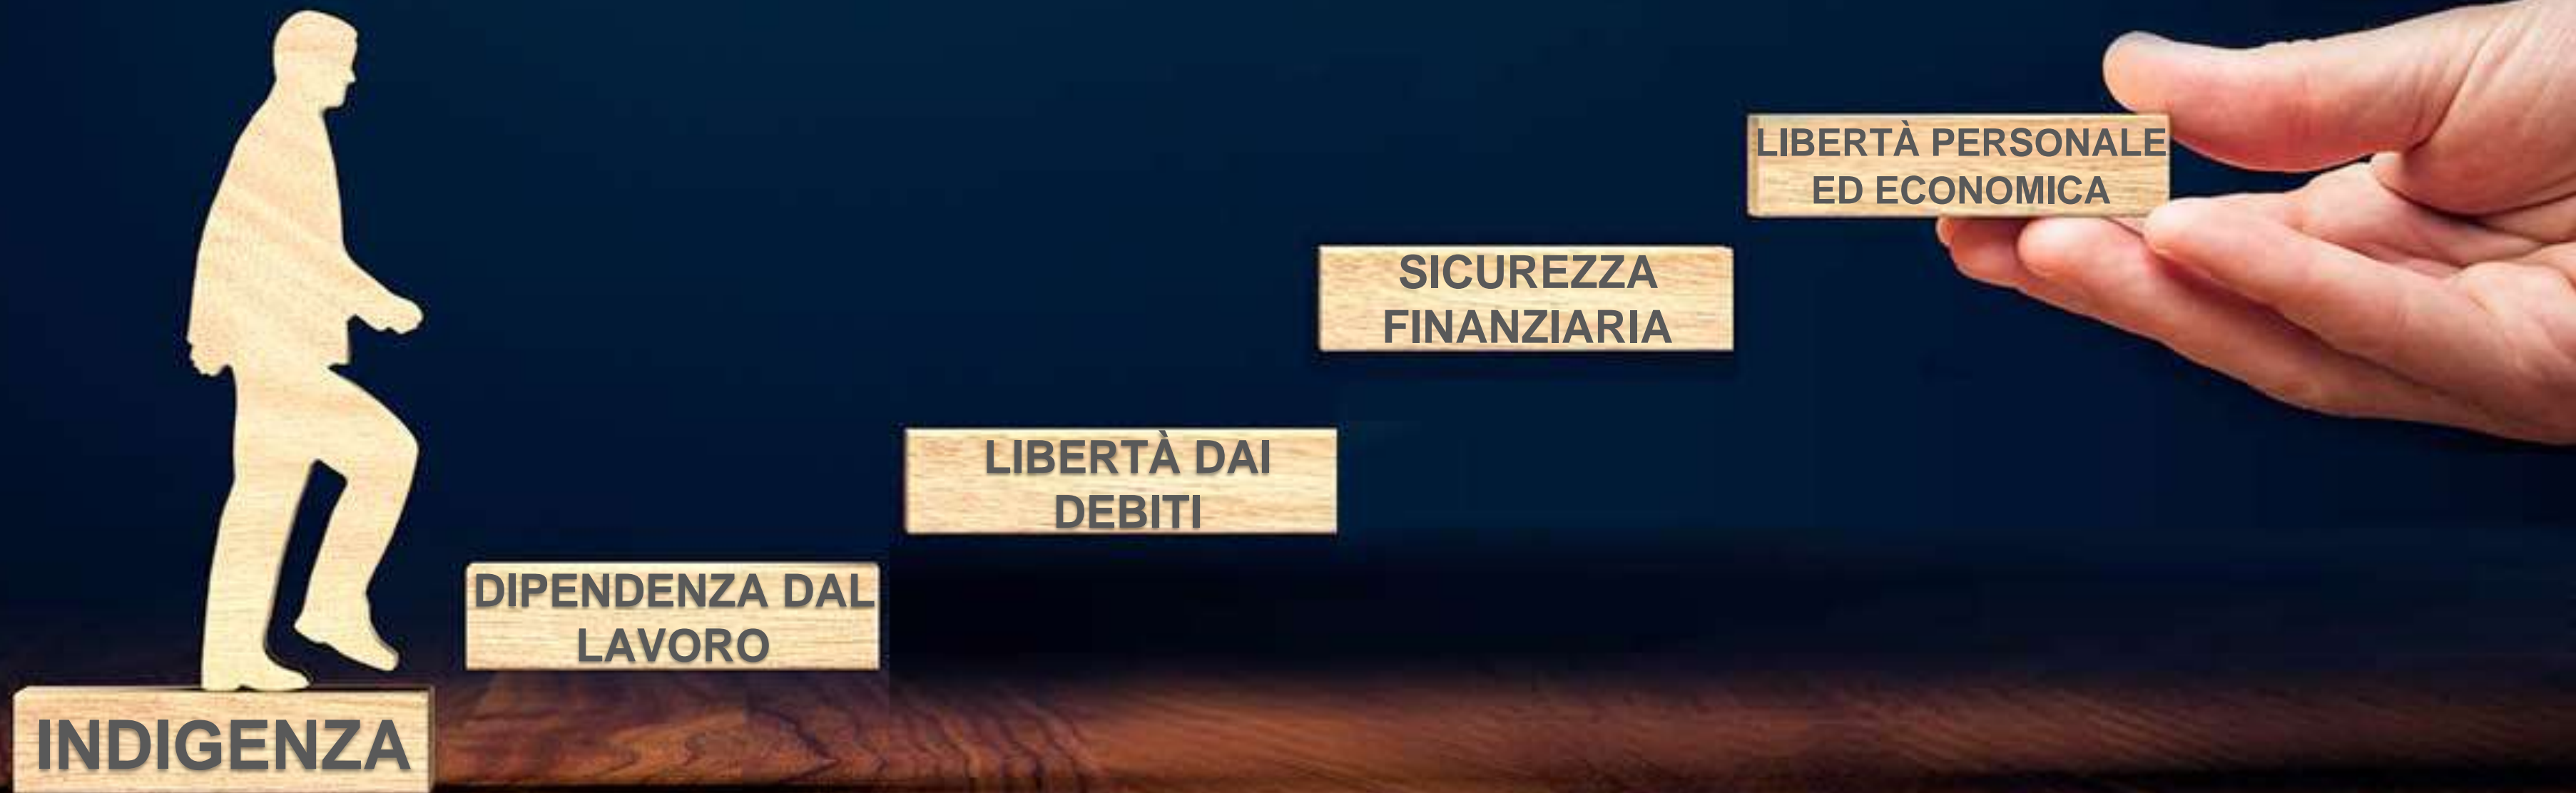 INDIGENZA
DIPENDENZA DAL
LAVORO
LIBERTÀ DAI
DEBITI
SICUREZZA
FINANZIARIA
LIBERTÀ PERSONALE
ED ECONOMICA